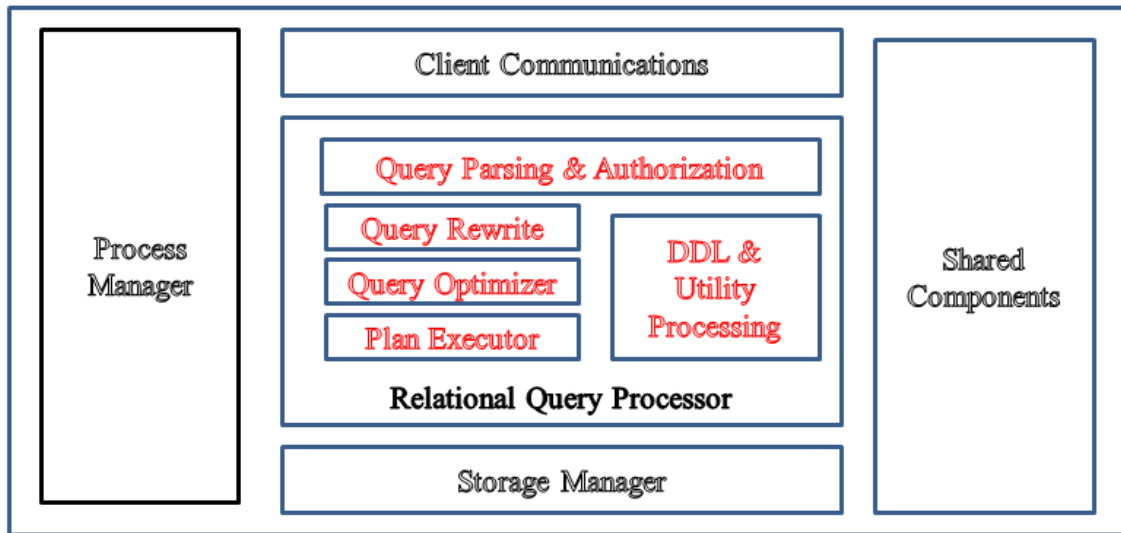 Process
Manager
Client Communications
Query Parsing & Authorization
Query Rewrite
Query Optimizer
Plan Executor
DDL &
Utility
Processing
Relational Query Processor
Storage Manager
Shared
Components